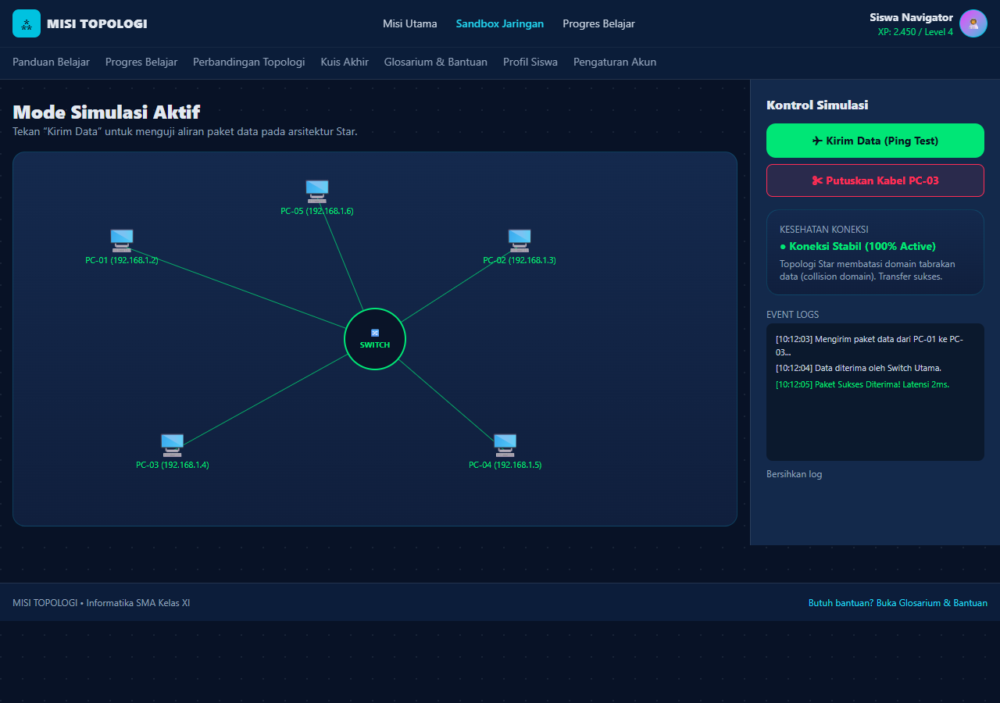 MISI TOPOLOGI
Misi Utama
Sandbox Jaringan
Progres Belajar
Siswa Navigator
XP: 2.450 / Level 4
Panduan Belajar
Progres Belajar
Perbandingan Topologi
Kuis Akhir
Glosarium & Bantuan
Profil Siswa
Pengaturan Akun
Mode Simulasi Aktif
Tekan “Kirim Data” untuk menguji aliran paket data pada arsitektur Star.
PC-05 (192.168.1.6)
PC-01 (192.168.1.2)
PC-02 (192.168.1.3)
SWITCH
PC-03 (192.168.1.4)
PC-04 (192.168.1.5)
Kontrol Simulasi
Kirim Data (Ping Test)
Putuskan Kabel PC-03
KESEHATAN KONEKSI
● Koneksi Stabil (100% Active)
Topologi Star membatasi domain tabrakan
data (collision domain). Transfer sukses.
EVENT LOGS
[10:12:03] Mengirim paket data dari PC-01 ke PC-
03...
[10:12:04] Data diterima oleh Switch Utama.
[10:12:05] Paket Sukses Diterima! Latensi 2ms.
Bersihkan log
MISI TOPOLOGI • Informatika SMA Kelas XI
Butuh bantuan? Buka Glosarium & Bantuan